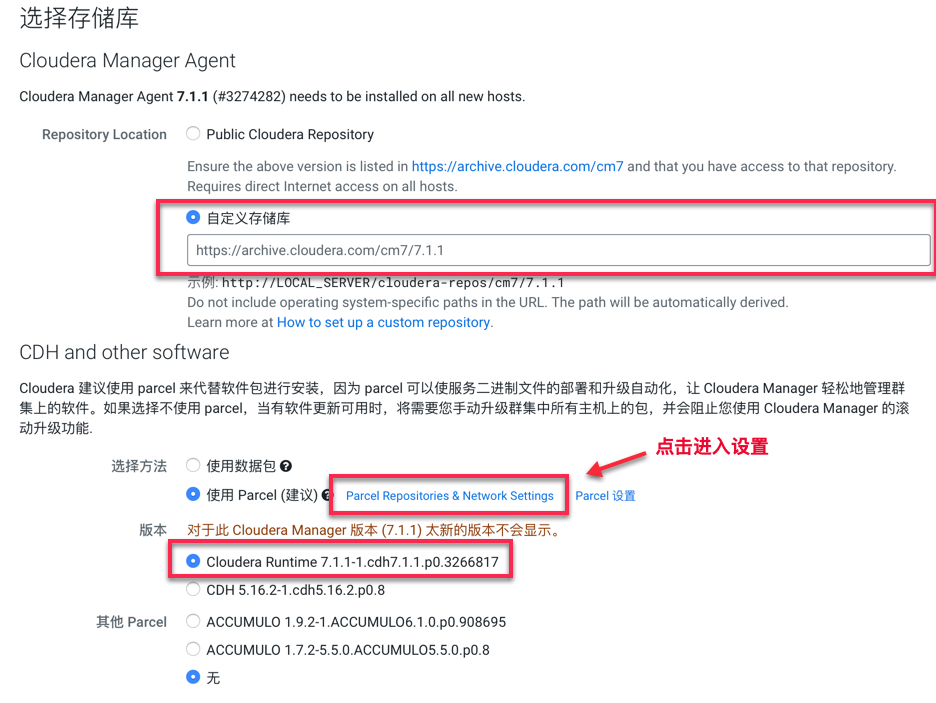 选择存储库
Cloudera Manager Agent
Cloudera Manager Agent 7.1.1 (#3274282) needs to be installed on all new hosts.
Repository Location Public Cloudera Repository
Ensure the above version is listed in https://archive.cloudera.com/cm7 and that you have access to that repository.
Requires direct Internet access on all hosts.
自定义存储库
https://archive.cloudera.com/cm7/7.1.1
示例: http://LOCAL_SERVER/cloudera-repos/cm7/7.1.1
Do not include operating system-specific paths in the URL. The path will be automatically derived.
Learn more at How to set up a custom repository.
CDH and other software
Cloudera 建议使用 parcel 来代替软件包进行安装，因为 parcel 可以使服务二进制文件的部署和升级自动化，让 Cloudera Manager 轻松地管理群
集上的软件。如果选择不使用 parcel，当有软件更新可用时，将需要您手动升级群集中所有主机上的包，并会阻止您使用 Cloudera Manager 的滚
动升级功能.
点击进入设置
选择方法 使用数据包 ?
使用 Parcel (建议) ? Parcel Repositories & Network Settings Parcel 设置
版本 对于此 Cloudera Manager 版本 (7.1.1) 太新的版本不会显示。
Cloudera Runtime 7.1.1-1.cdh7.1.1.p0.3266817
CDH 5.16.2-1.cdh5.16.2.p0.8
其他 Parcel ACCUMULO 1.9.2-1.ACCUMULO6.1.0.p0.908695
ACCUMULO 1.7.2-5.5.0.ACCUMULO5.5.0.p0.8
无